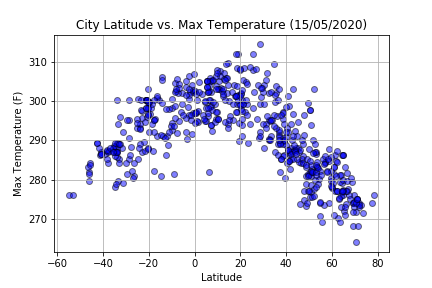 City Latitude vs. Max Temperature (15/05/2020)
310
300
290
280
270
Max Temperature (F)
−60 −40 −20 0 20 40 60 80
Latitude